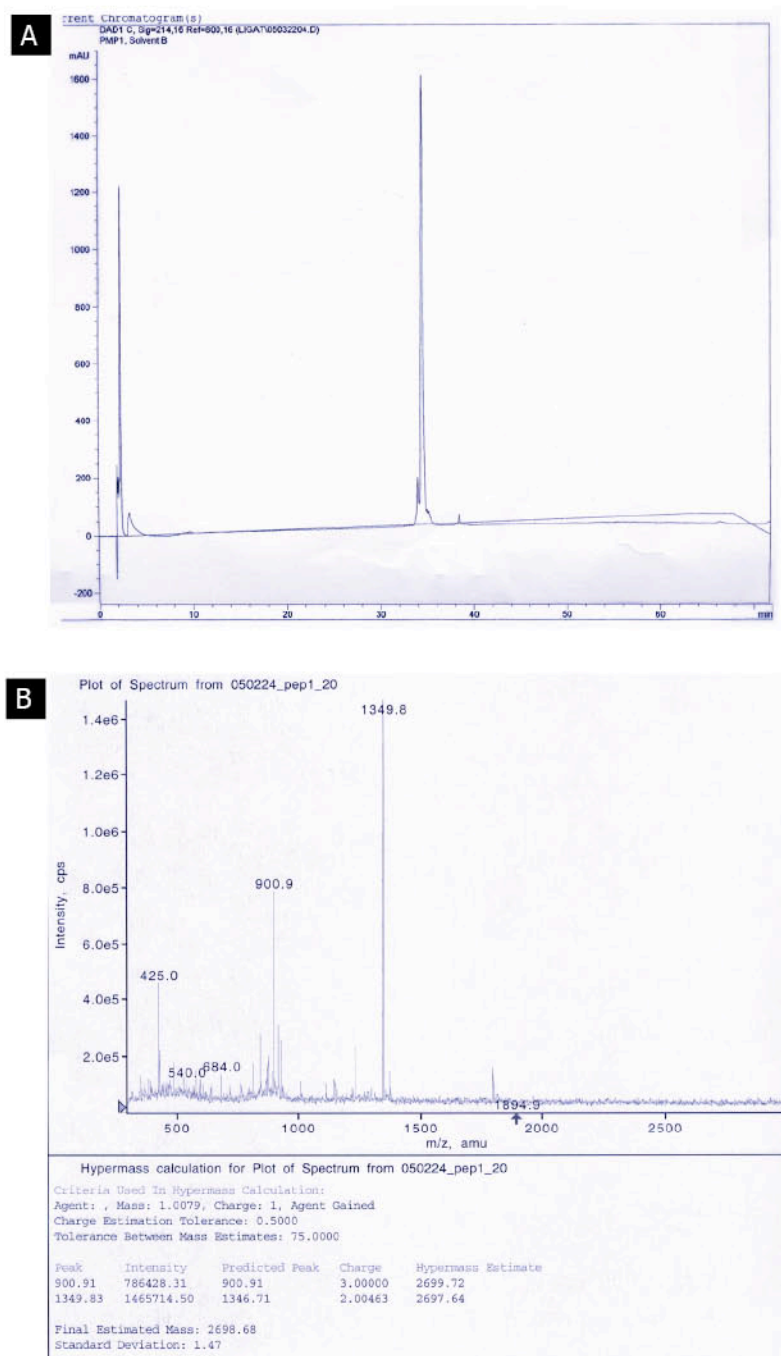 A
rrent Chromatogram(s)
DAD1 C, Sig=214,16 Ref=600,16 (LIGAT\05032204.D)
PMP1, Solvent B
mAU
1600
1400
1200
1000
800
600
400
200
0
-200
0 10 20 30 40 50 60 min
B
Plot of Spectrum from 050224_pep1_20
1349.8
1.4e6
1.2e6
1.0e6
900.9
8.0e5
Intensity, cps
6.0e5
425.0
4.0e5
2.0e5
540.0 684.0
1894.9
500 1000 1500 2000 2500
m/z, amu
Hypermass calculation for Plot of Spectrum from 050224_pep1_20
Criteria Used In Hypermass Calculation:
Agent: , Mass: 1.0079, Charge: 1, Agent Gained
Charge Estimation Tolerance: 0.5000
Tolerance Between Mass Estimates: 75.0000
Peak Intensity Predicted Peak Charge Hypermass Estimate
900.91 786428.31 900.91 3.00000 2699.72
1349.83 1465714.50 1346.71 2.00463 2697.64
Final Estimated Mass: 2698.68
Standard Deviation: 1.47